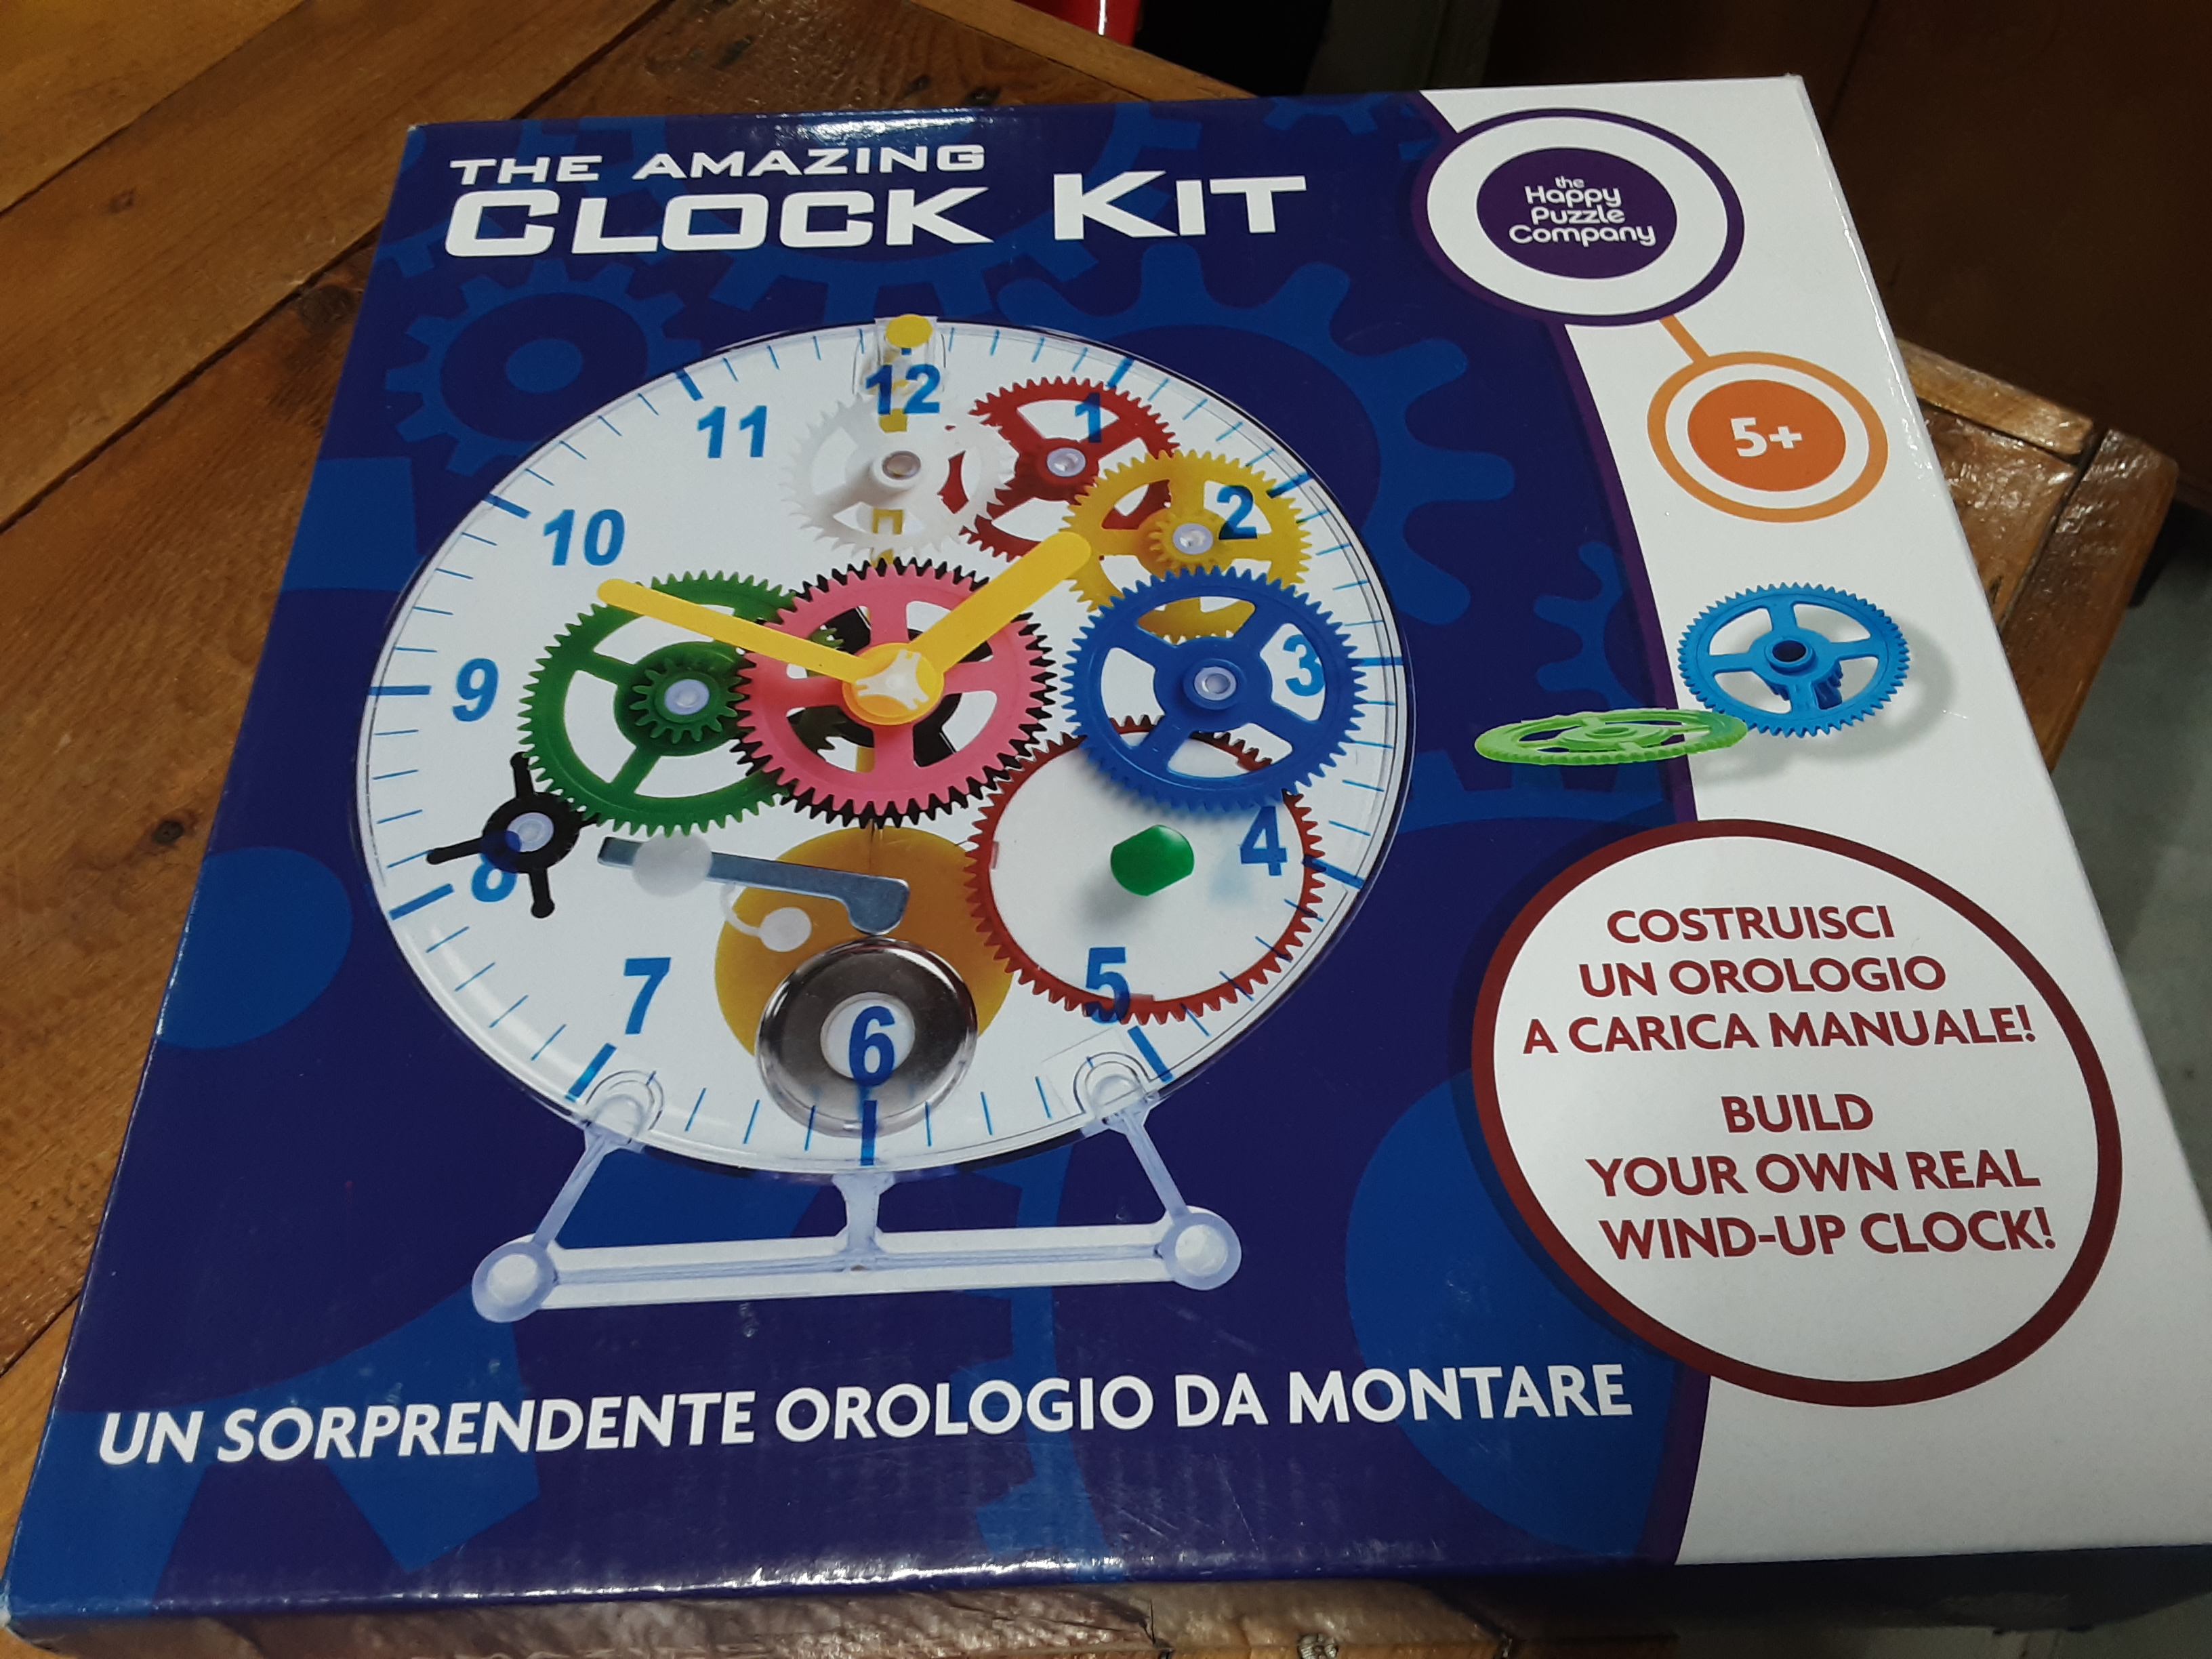 THE AMAZING
CLOCK KIT
the
Happy
Puzzle
Company
5+
12
1
2
3
4
5
6
7
8
9
10
11
COSTRUISCI
UN OROLOGIO
A CARICA MANUALE!
BUILD
YOUR OWN REAL
WIND-UP CLOCK!
UN SORPRENDENTE OROLOGIO DA MONTARE